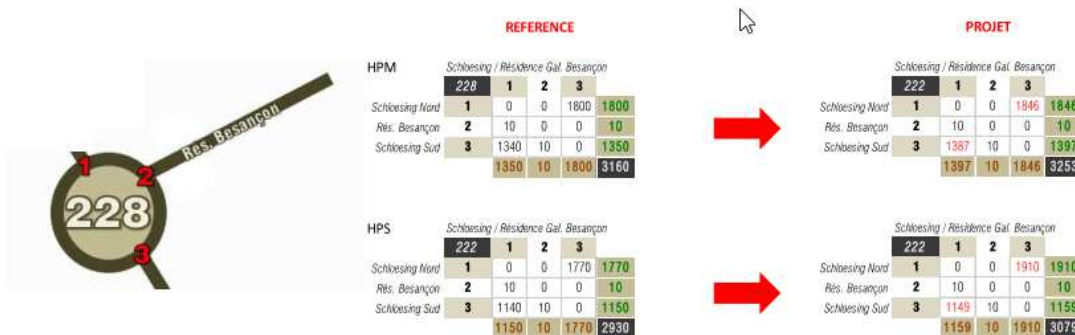 REFERENCE
PROJET
HPM
Schloesing / Résidence Gal. Besançon
228 1 2 3
Schloesing Nord 1 0 0 1800 1800
Rés. Besançon 2 10 0 0 10
Schloesing Sud 3 1340 10 0 1350
1350 10 1800 3160
Schloesing / Résidence Gal. Besançon
222 1 2 3
Schloesing Nord 1 0 0 1846 1846
Rés. Besançon 2 10 0 0 10
Schloesing Sud 3 1387 10 0 1397
1397 10 1846 3253
Rés. Besançon
1
2
228
3
HPS
Schloesing / Résidence Gal. Besançon
222 1 2 3
Schloesing Nord 1 0 0 1770 1770
Rés. Besançon 2 10 0 0 10
Schloesing Sud 3 1140 10 0 1150
1150 10 1770 2930
Schloesing / Résidence Gal. Besançon
222 1 2 3
Schloesing Nord 1 0 0 1910 1910
Rés. Besançon 2 10 0 0 10
Schloesing Sud 3 1149 10 0 1159
1159 10 1910 3079